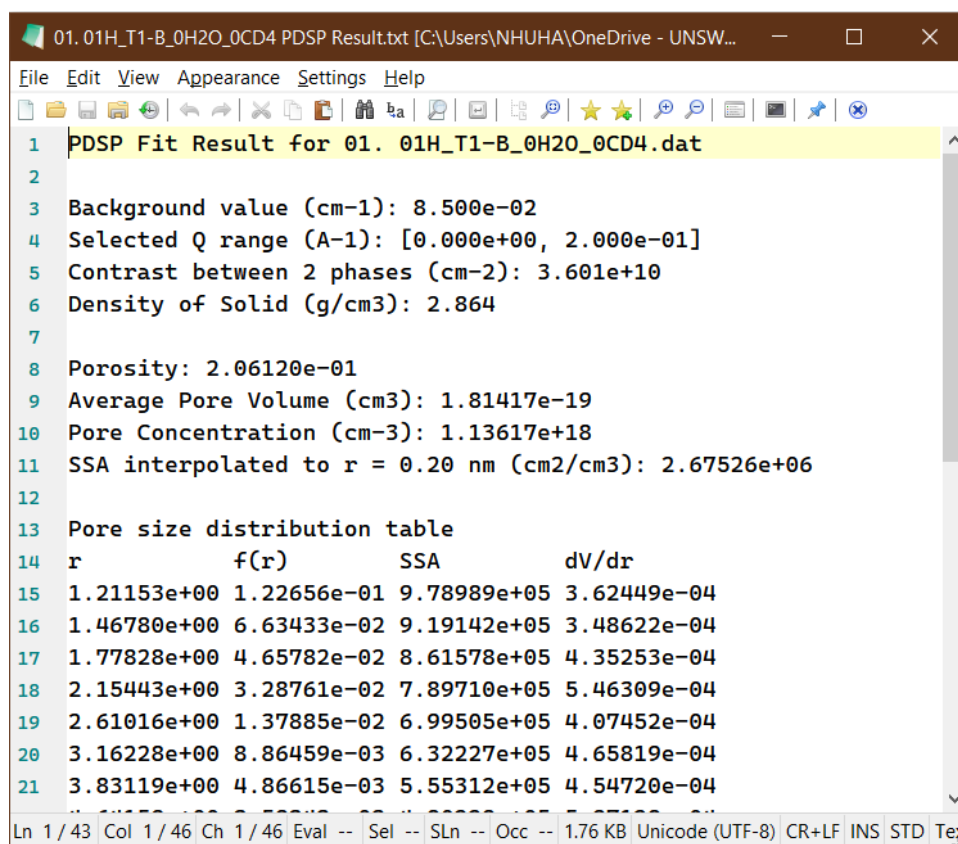 01. 01H_T1-B_0H2O_0CD4 PDSP Result.txt [C:\Users\NHUHA\OneDrive - UNSW...
File Edit View Appearance Settings Help
1 PDSP Fit Result for 01. 01H_T1-B_0H2O_0CD4.dat
2
3 Background value (cm-1): 8.500e-02
4 Selected Q range (A-1): [0.000e+00, 2.000e-01]
5 Contrast between 2 phases (cm-2): 3.601e+10
6 Density of Solid (g/cm3): 2.864
7
8 Porosity: 2.06120e-01
9 Average Pore Volume (cm3): 1.81417e-19
10 Pore Concentration (cm-3): 1.13617e+18
11 SSA interpolated to r = 0.20 nm (cm2/cm3): 2.67526e+06
12
13 Pore size distribution table
14 r f(r) SSA dV/dr
15 1.21153e+00 1.22656e-01 9.78989e+05 3.62449e-04
16 1.46780e+00 6.63433e-02 9.19142e+05 3.48622e-04
17 1.77828e+00 4.65782e-02 8.61578e+05 4.35253e-04
18 2.15443e+00 3.28761e-02 7.89710e+05 5.46309e-04
19 2.61016e+00 1.37885e-02 6.99505e+05 4.07452e-04
20 3.16228e+00 8.86459e-03 6.32227e+05 4.65819e-04
21 3.83119e+00 4.86615e-03 5.55312e+05 4.54720e-04
Ln 1 / 43 Col 1 / 46 Ch 1 / 46 Eval -- Sel -- SLn -- Occ -- 1.76 KB Unicode (UTF-8) CR+LF INS STD Te